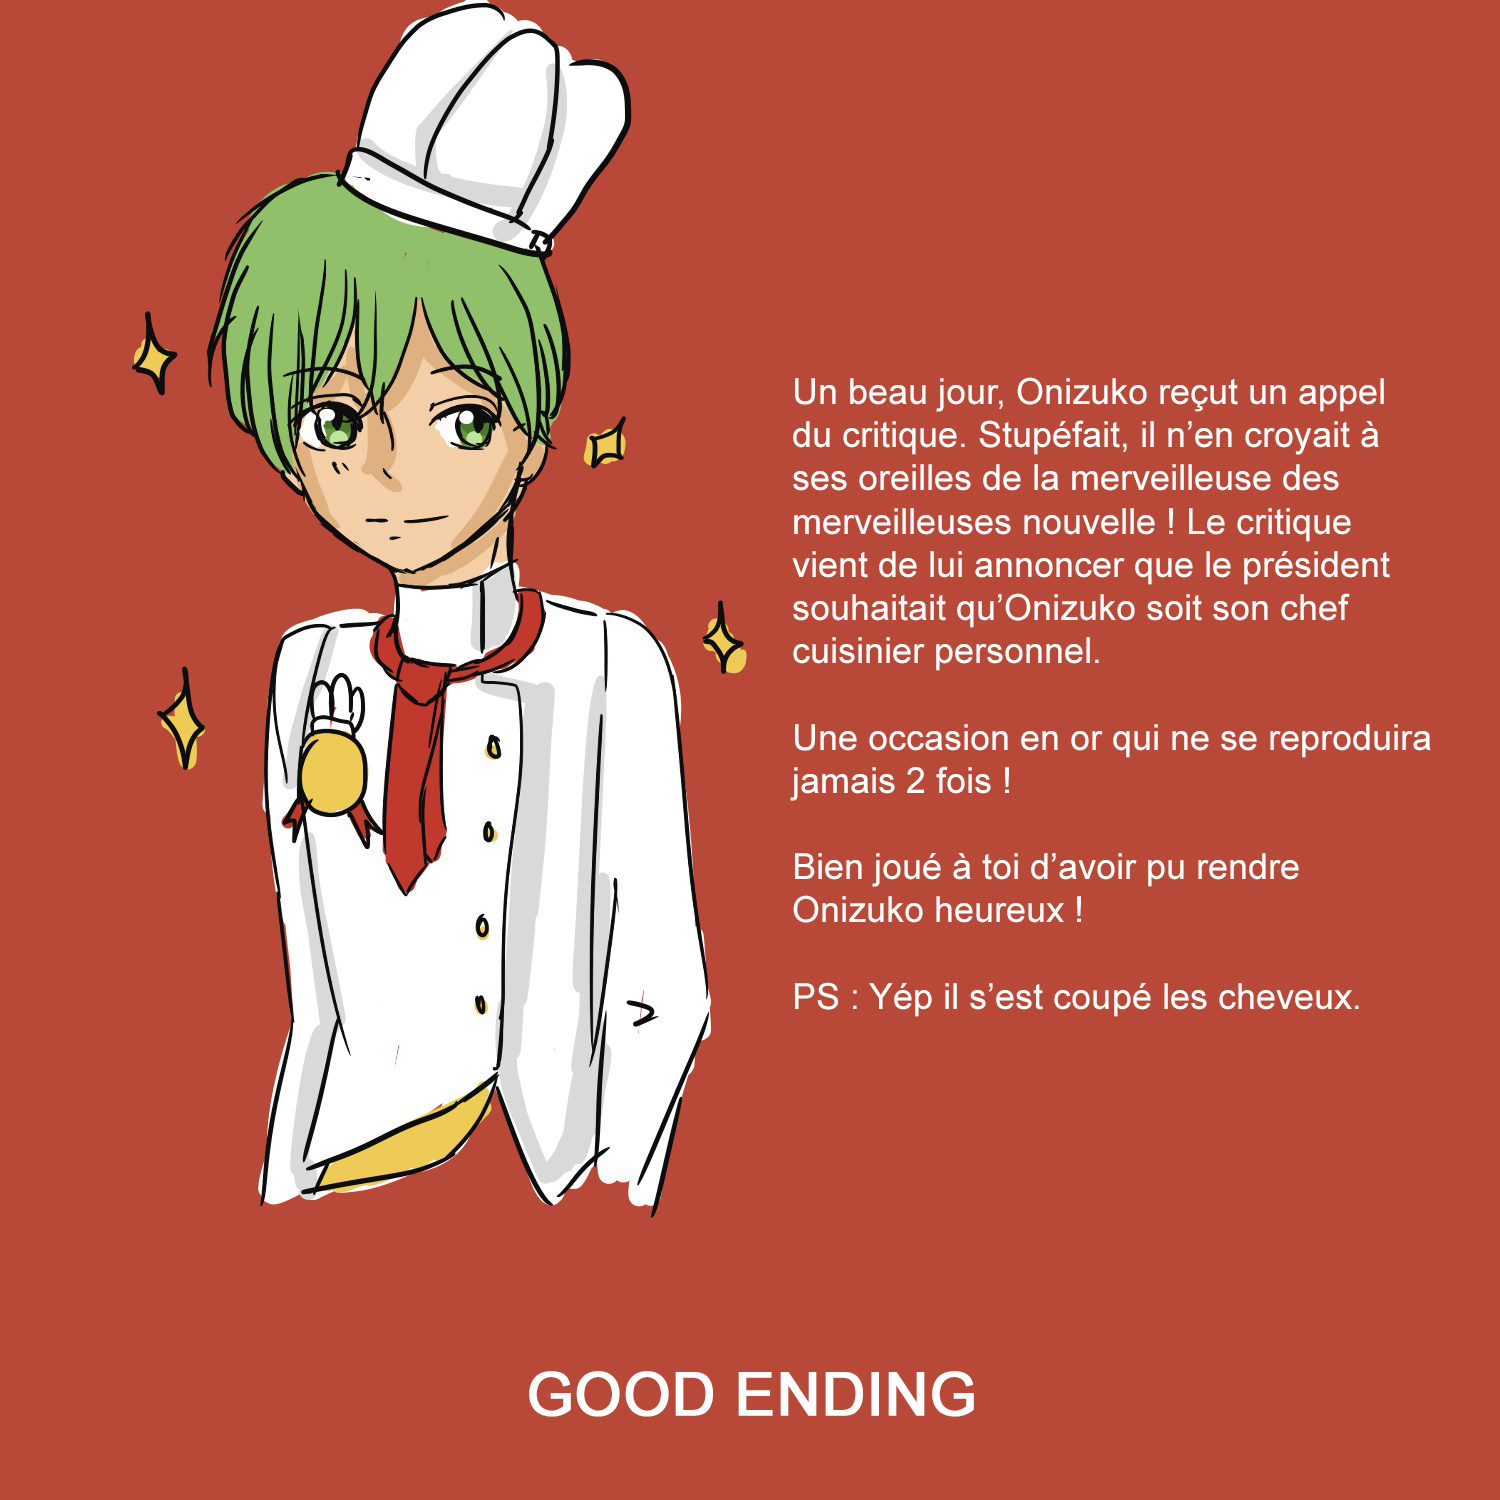 Un beau jour, Onizuko reçut un appel
du critique. Stupéfait, il n’en croyait à
ses oreilles de la merveilleuse des
merveilleuses nouvelle ! Le critique
vient de lui annoncer que le président
souhaitait qu’Onizuko soit son chef
cuisinier personnel.
Une occasion en or qui ne se reproduira
jamais 2 fois !
Bien joué à toi d’avoir pu rendre
Onizuko heureux !
PS : Yép il s’est coupé les cheveux.
GOOD ENDING